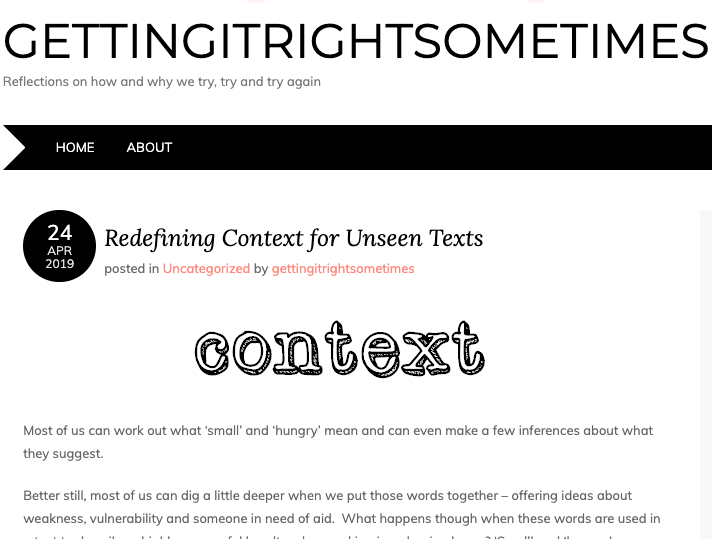 GETTINGITRIGHTSOMETIMES
Reflections on how and why we try, try and try again
HOME ABOUT
24
APR
2019
Redefining Context for Unseen Texts
posted in Uncategorized by gettingitrightsometimes
context
Most of us can work out what ‘small’ and ‘hungry’ mean and can even make a few inferences about what
they suggest.
Better still, most of us can dig a little deeper when we put those words together – offering ideas about
weakness, vulnerability and someone in need of aid.  What happens though when these words are used in